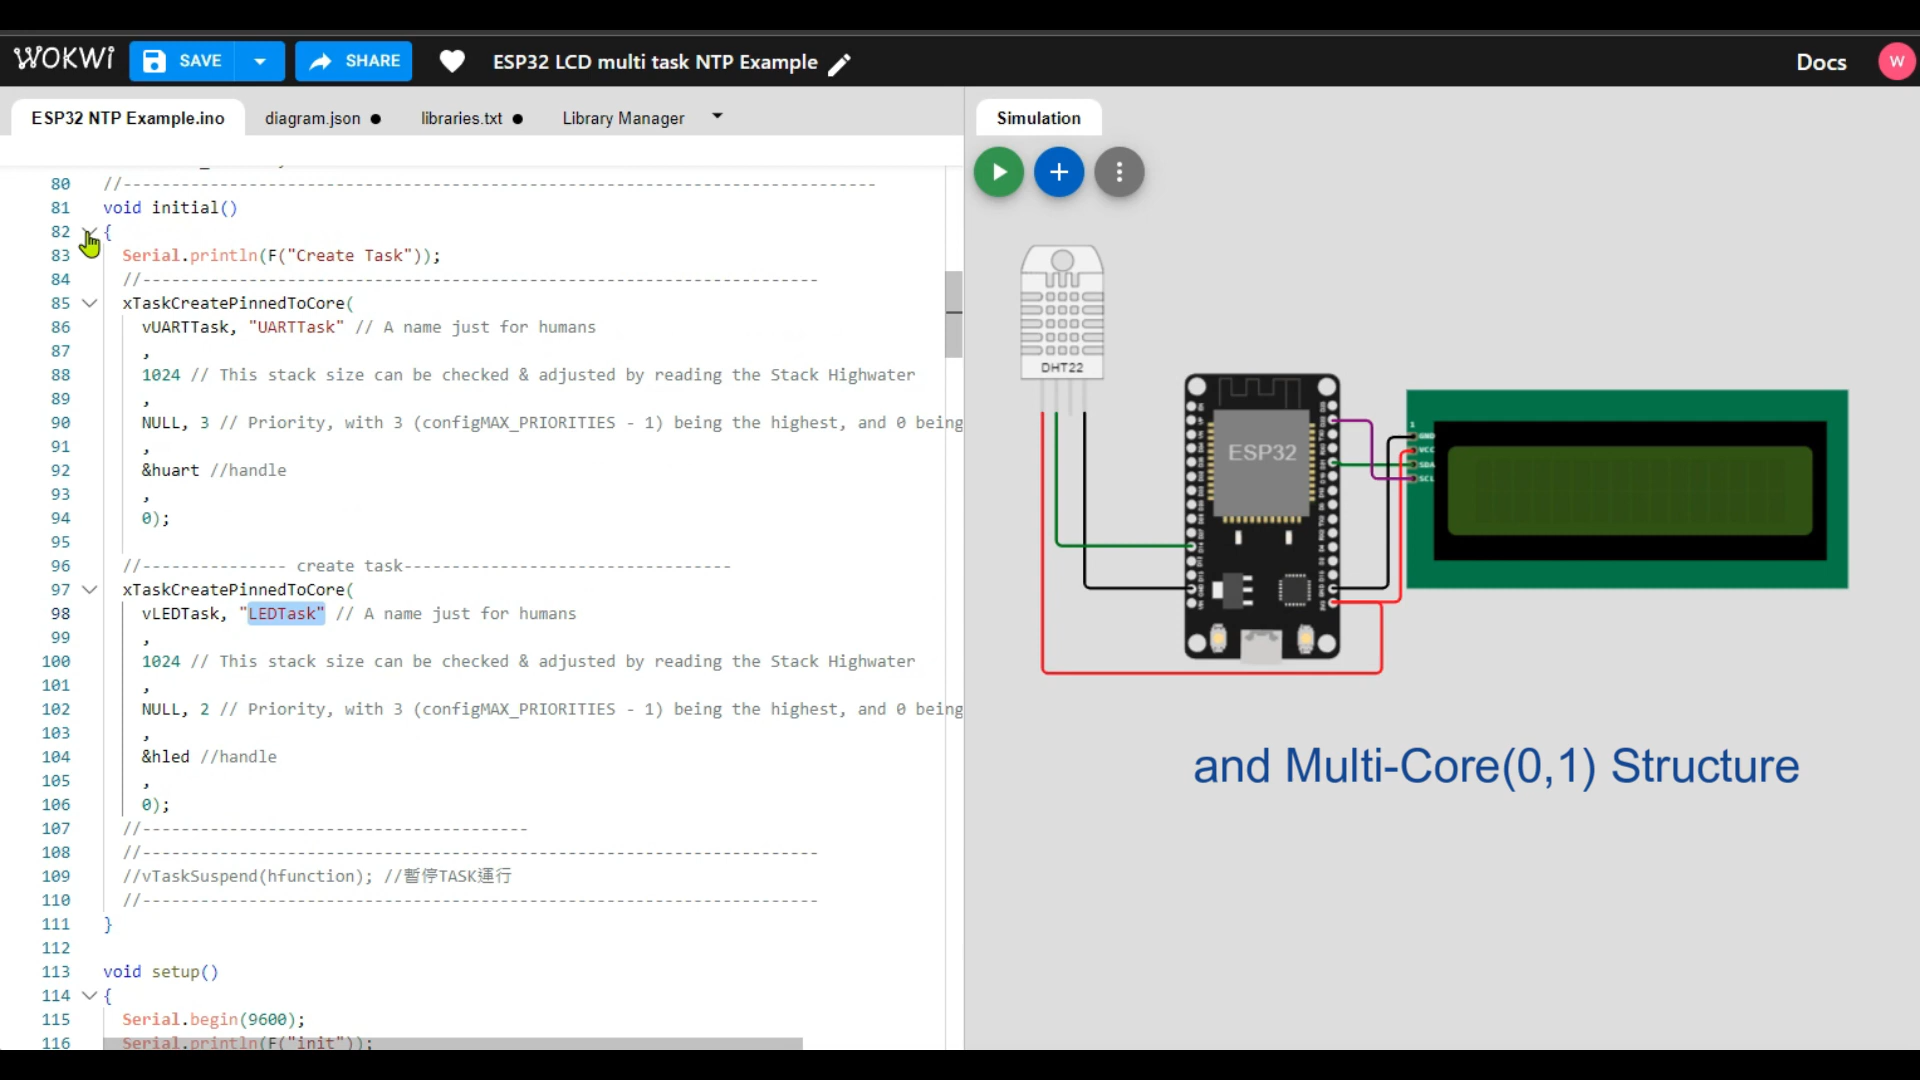 WOKWi SAVE SHARE ESP32 LCD multi task NTP Example Docs W
ESP32 NTP Example.ino diagram.json ● libraries.txt ● Library Manager
80 //----------------------------------------------------------------------------
81 void initial()
82 {
83 Serial.println(F("Create Task"));
84 //----------------------------------------------------------------------
85 xTaskCreatePinnedToCore(
86 vUARTTask, "UARTTask" // A name just for humans
87 ,
88 1024 // This stack size can be checked & adjusted by reading the Stack Highwater
89 ,
90 NULL, 3 // Priority, with 3 (configMAX_PRIORITIES - 1) being the highest, and 0 being
91 ,
92 &huart //handle
93 ,
94 0);
95
96 //--------------- create task----------------------------------
97 xTaskCreatePinnedToCore(
98 vLEDTask, "LEDTask" // A name just for humans
99 ,
100 1024 // This stack size can be checked & adjusted by reading the Stack Highwater
101 ,
102 NULL, 2 // Priority, with 3 (configMAX_PRIORITIES - 1) being the highest, and 0 being
103 ,
104 &hled //handle
105 ,
106 0);
107 //----------------------------------------
108 //----------------------------------------------------------------------
109 //vTaskSuspend(hfunction); //暫停TASK運行
110 //----------------------------------------------------------------------
111 }
112
113 void setup()
114 {
115 Serial.begin(9600);
116 Serial.println(F("init"));
Simulation
DHT22
ESP32
1
GND
VCC
SDA
SCL
and Multi-Core(0,1) Structure